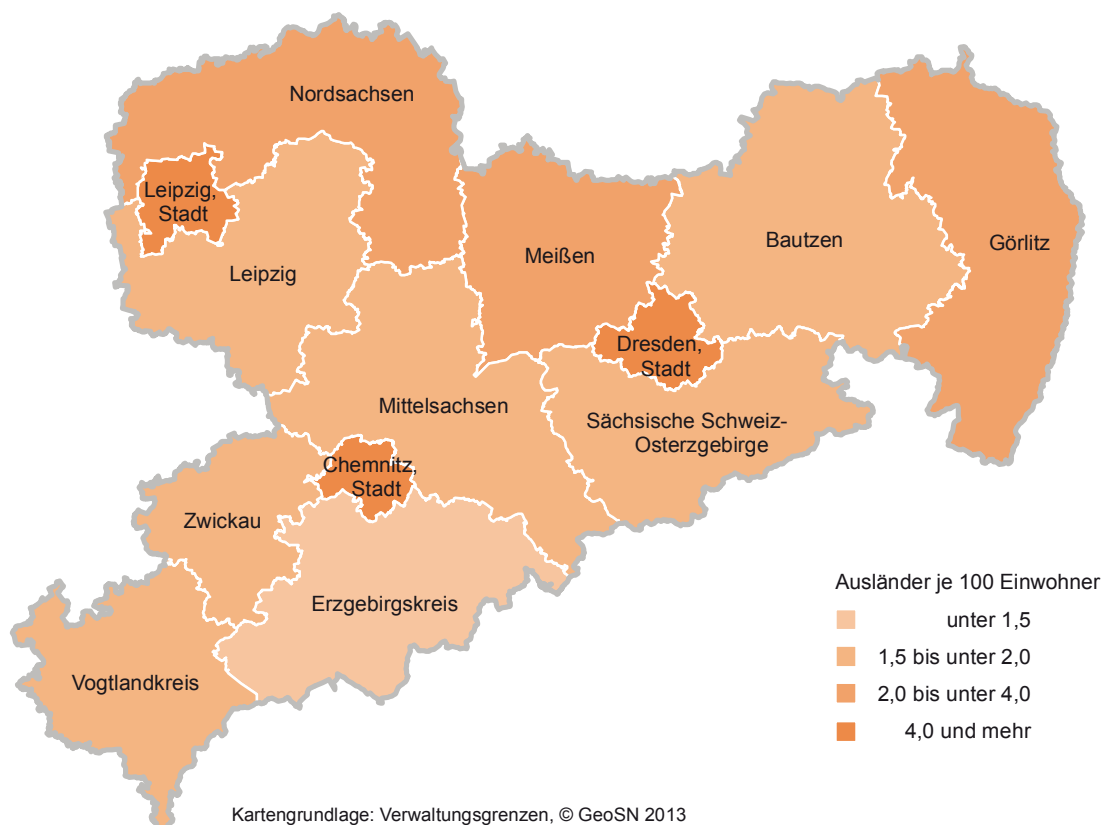 Nordsachsen
Leipzig,
Stadt
Leipzig
Meißen
Bautzen
Görlitz
Dresden,
Stadt
Mittelsachsen
Sächsische Schweiz-
Osterzgebirge
Chemnitz,
Stadt
Zwickau
Erzgebirgskreis
Vogtlandkreis
Ausländer je 100 Einwohner
unter 1,5
1,5 bis unter 2,0
2,0 bis unter 4,0
4,0 und mehr
Kartengrundlage: Verwaltungsgrenzen, © GeoSN 2013